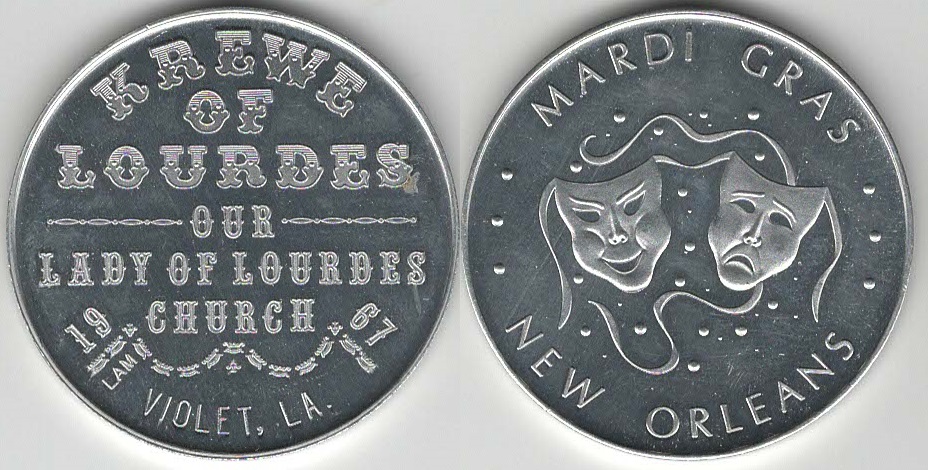 KREWE
OF
LOURDES
OUR
LADY OF LOURDES
CHURCH
19 67
LAM
VIOLET, LA.
MARDI GRAS
NEW ORLEANS